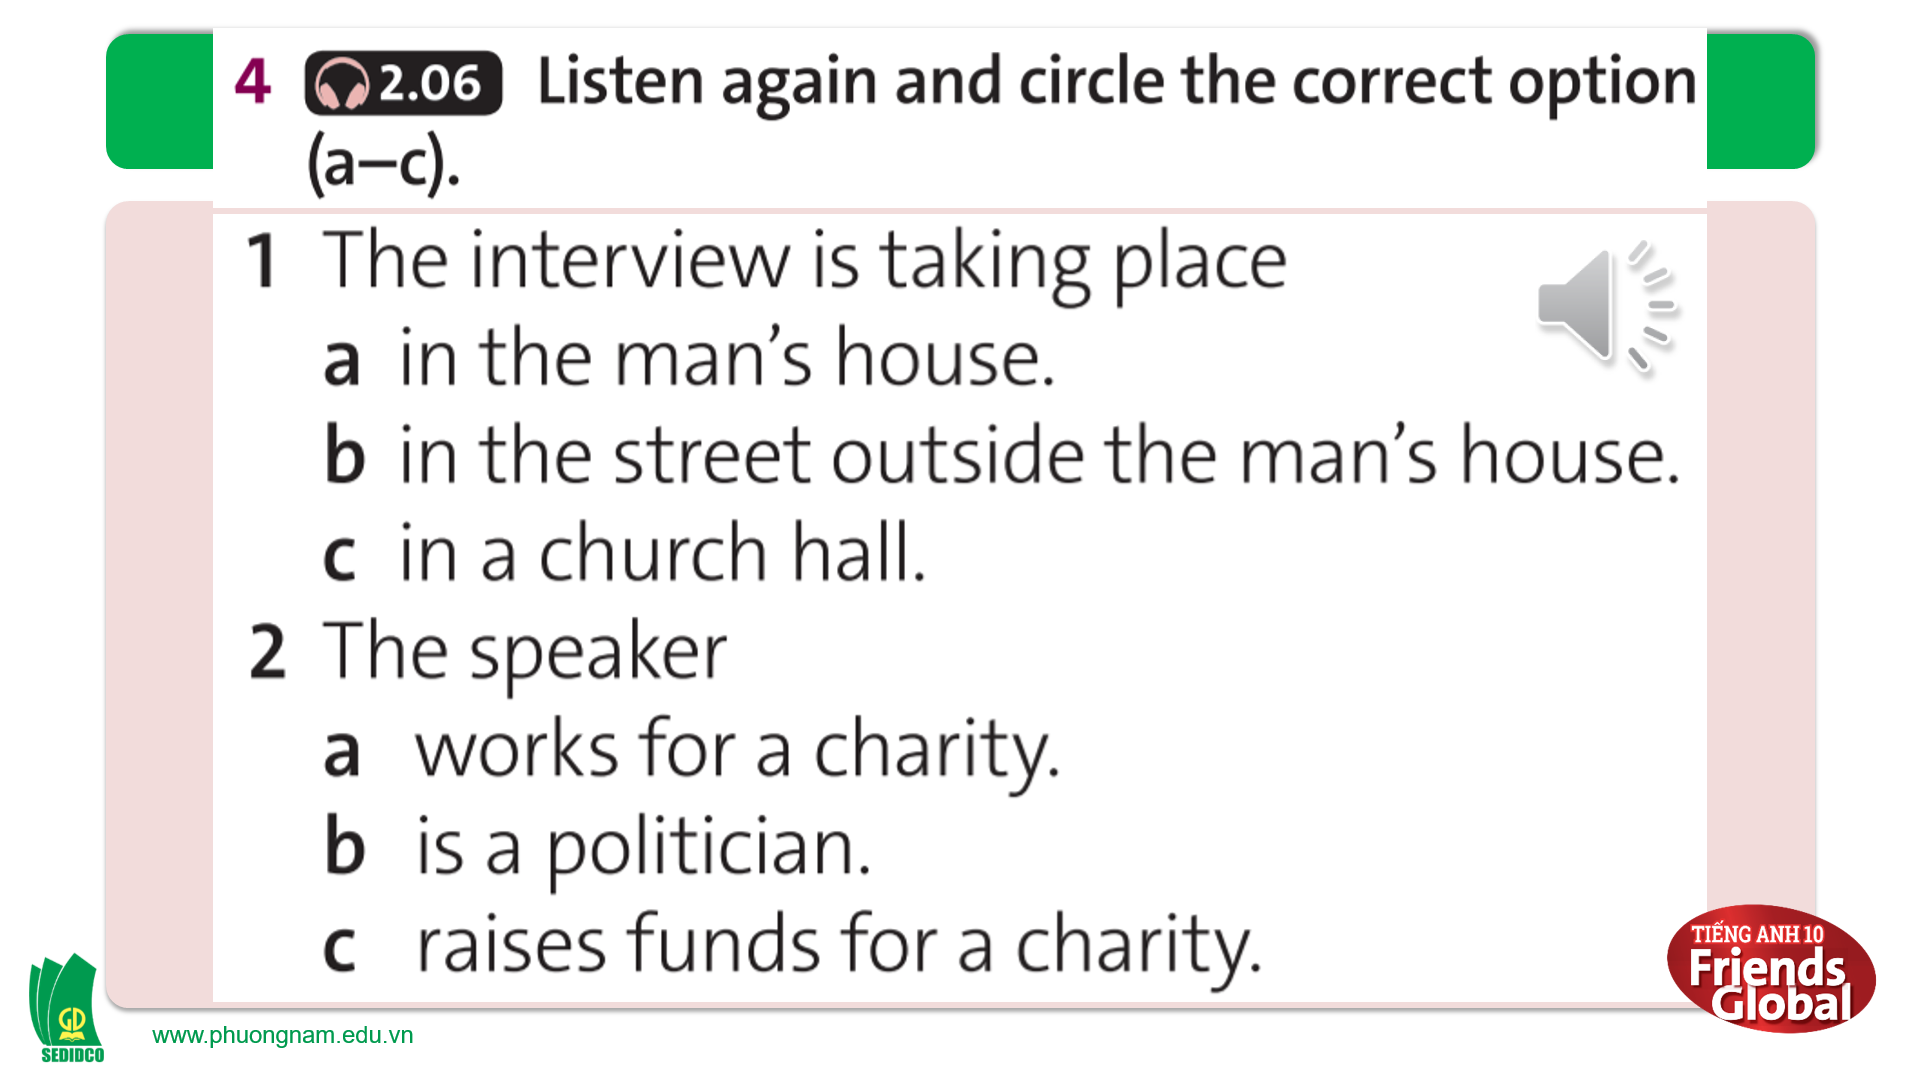 4 2.06 Listen again and circle the correct option
(a–c).
1 The interview is taking place
a in the man’s house.
b in the street outside the man’s house.
c in a church hall.
2 The speaker
a works for a charity.
b is a politician.
c raises funds for a charity.
TIẾNG ANH 10
Friends
Global
GD
SEDIDCO
www.phuongnam.edu.vn